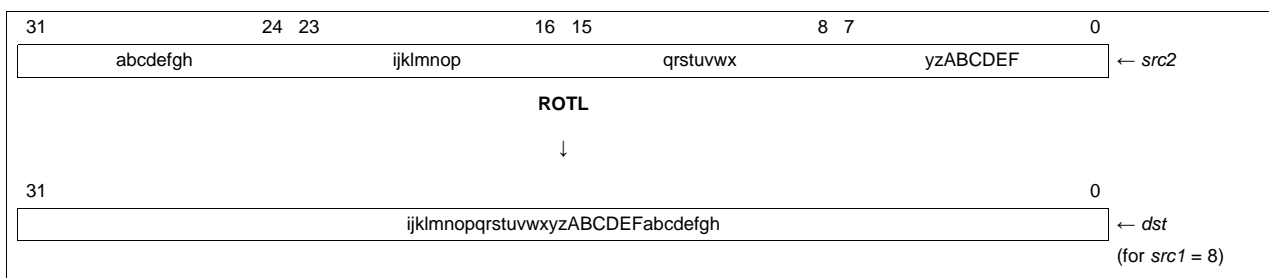 31 24 23 16 15 8 7 0
abcdefgh ijklmnop qrstuvwx yzABCDEF ← src2
ROTL
↓
31 0
ijklmnopqrstuvwxyzABCDEFabcdefgh ← dst
(for src1 = 8)